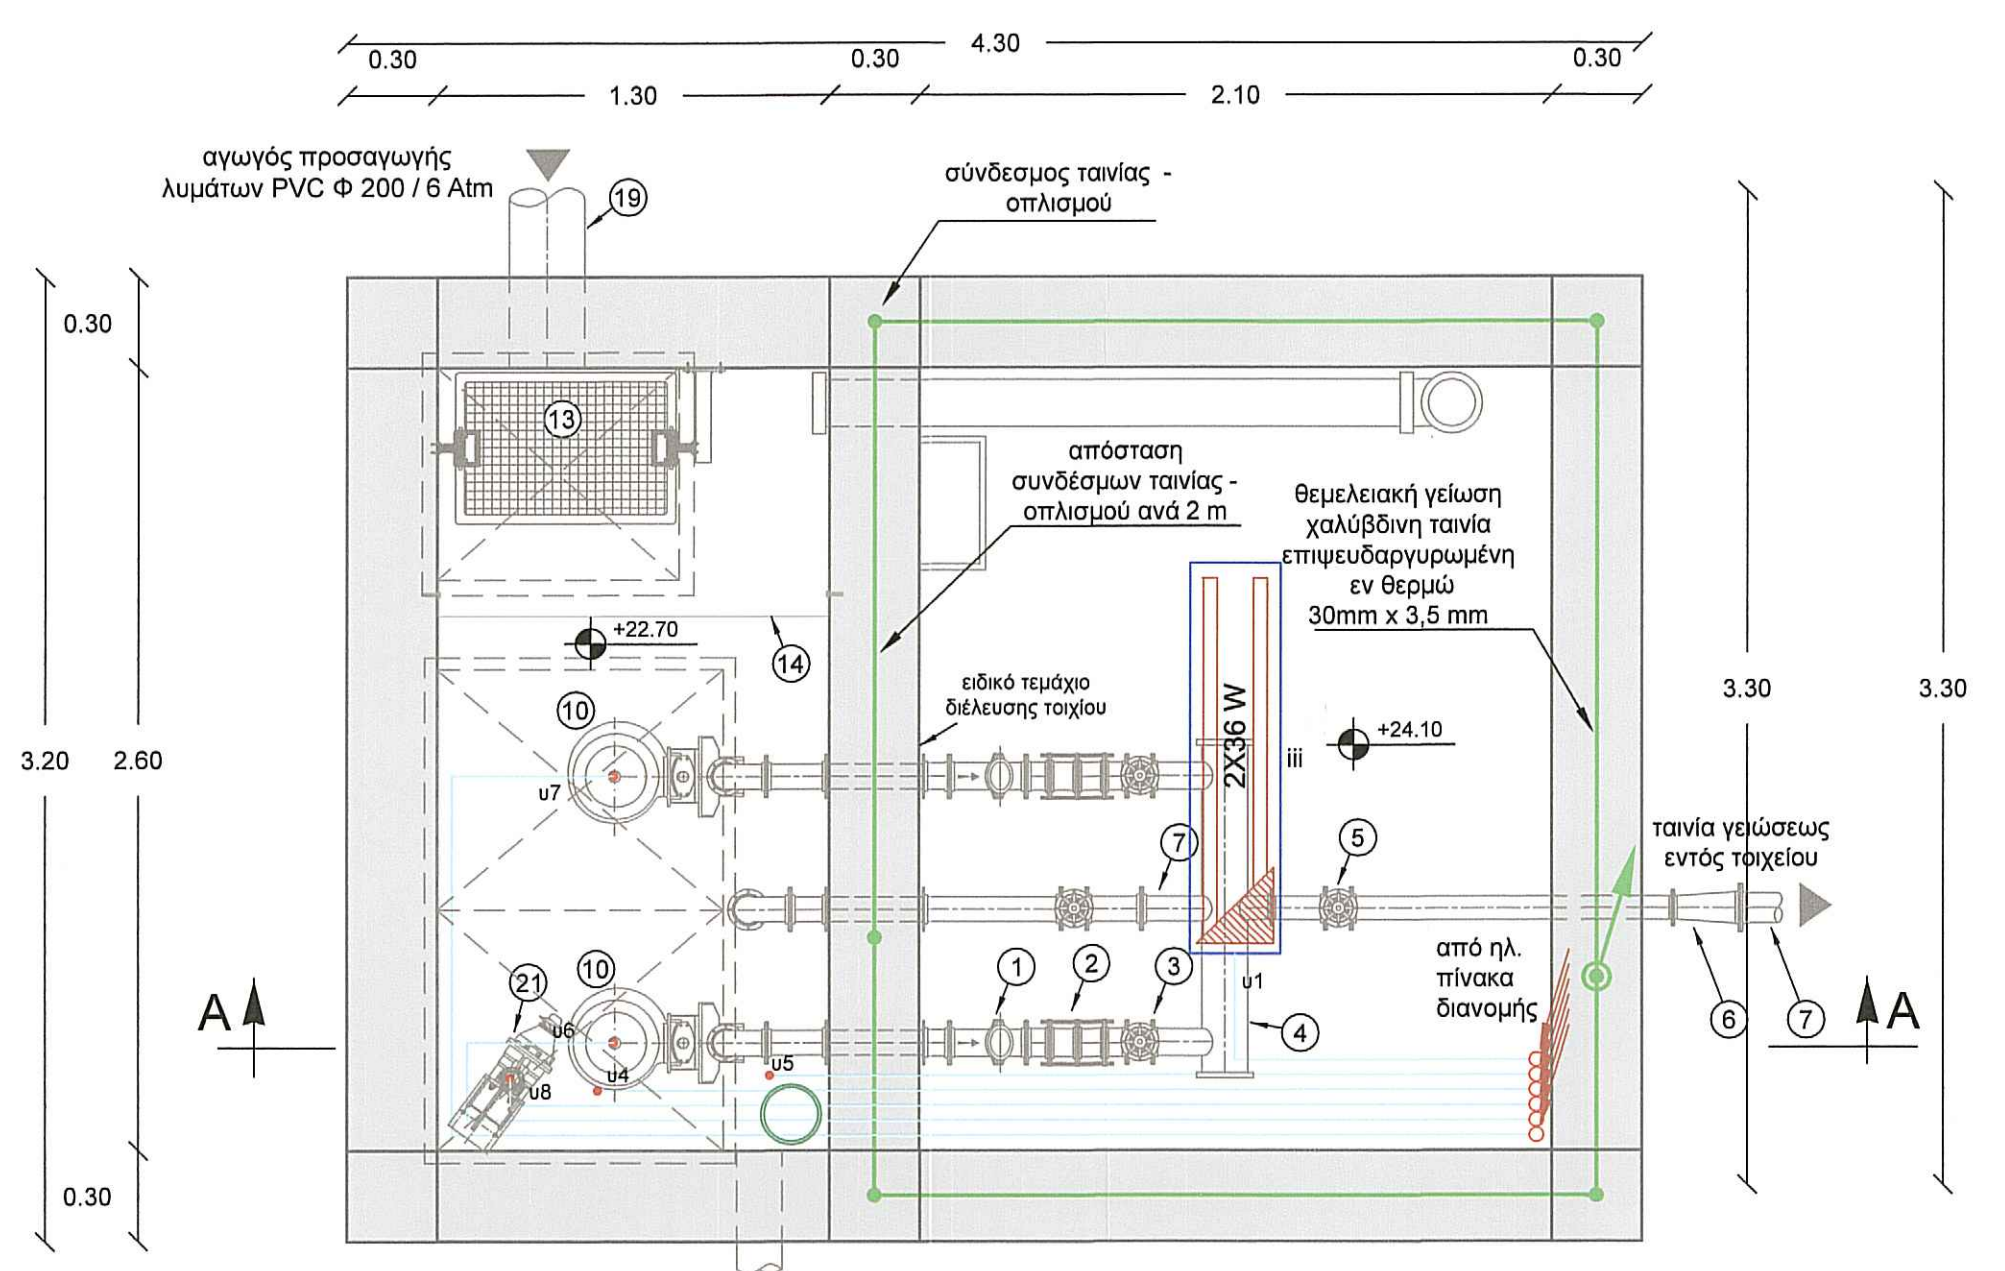 4.30
0.30
0.30
0.30
1.30
2.10
αγωγός προσαγωγής
λυμάτων PVC Φ 200 / 6 Atm
19
σύνδεσμος ταινίας -
οπλισμού
0.30
13
απόσταση
συνδέσμων ταινίας -
οπλισμού ανά 2 m
θεμελειακή γείωση
χαλύβδινη ταινία
επιψευδαργυρωμένη
εν θερμώ
30mm x 3,5 mm
+22.70
14
ειδικό τεμάχιο
διέλευσης τοιχίου
10
2X36 W
iii
+24.10
3.30
3.30
3.20
2.60
υ7
7
5
ταινία γειώσεως
εντός τοιχείου
από ηλ.
πίνακα
διανομής
10
21
1
2
3
υ1
4
6
7
A
A
υ6
υ5
υ4
υ8
0.30